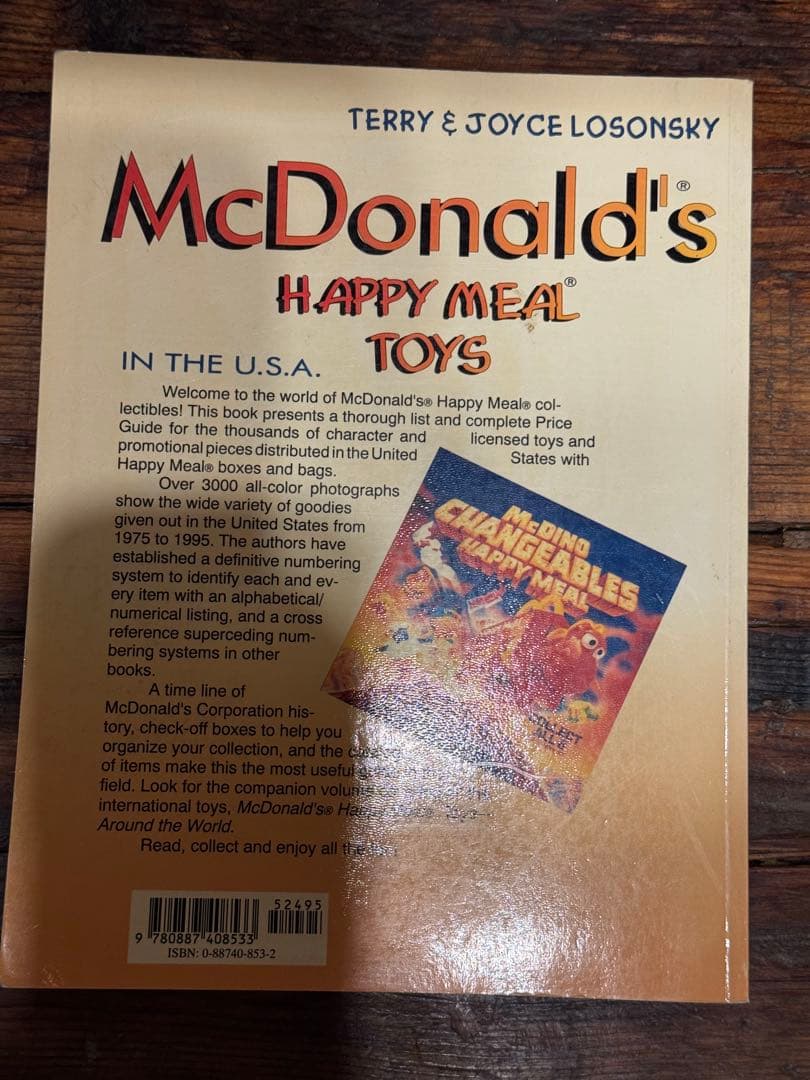 TERRY & JOYCE LOSONSKY
McDonald's®
HAPPY MEAL®
TOYS
IN THE U.S.A.
Welcome to the world of McDonald's® Happy Meal® col-
lectibles! This book presents a thorough list and complete Price
Guide for the thousands of character and licensed toys and
promotional pieces distributed in the United States with
Happy Meal® boxes and bags.
Over 3000 all-color photographs
show the wide variety of goodies
given out in the United States from
1975 to 1995. The authors have
established a definitive numbering
system to identify each and ev-
ery item with an alphabetical/
numerical listing, and a cross
reference superceding num-
bering systems in other
books.
A time line of
McDonald's Corporation his-
tory, check-off boxes to help you
organize your collection, and the
of items make this the most useful
field. Look for the companion volume
international toys, McDonald's® Happy
Around the World.
Read, collect and enjoy all the
McDINO
CHANGEABLES
HAPPY MEAL
COLLECT
ALL 8
52495
9 780887 408533
ISBN: 0-88740-853-2